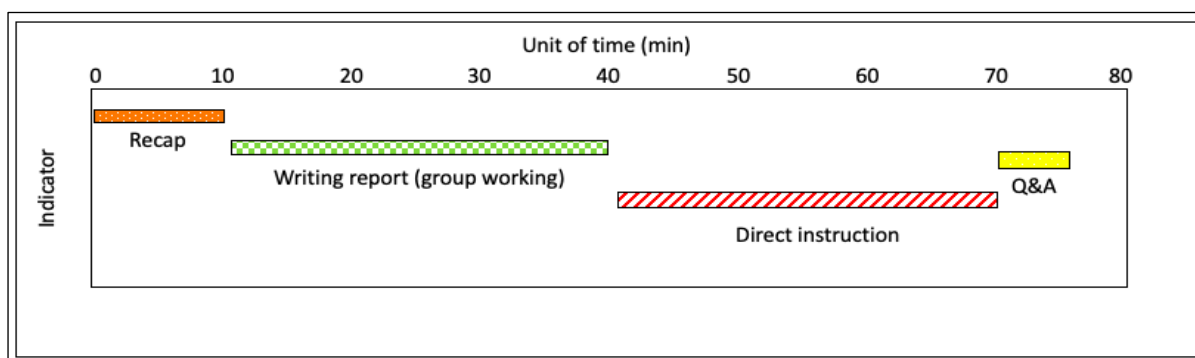 Unit of time (min)
0 10 20 30 40 50 60 70 80
Indicator
Recap
Writing report (group working)
Q&A
Direct instruction